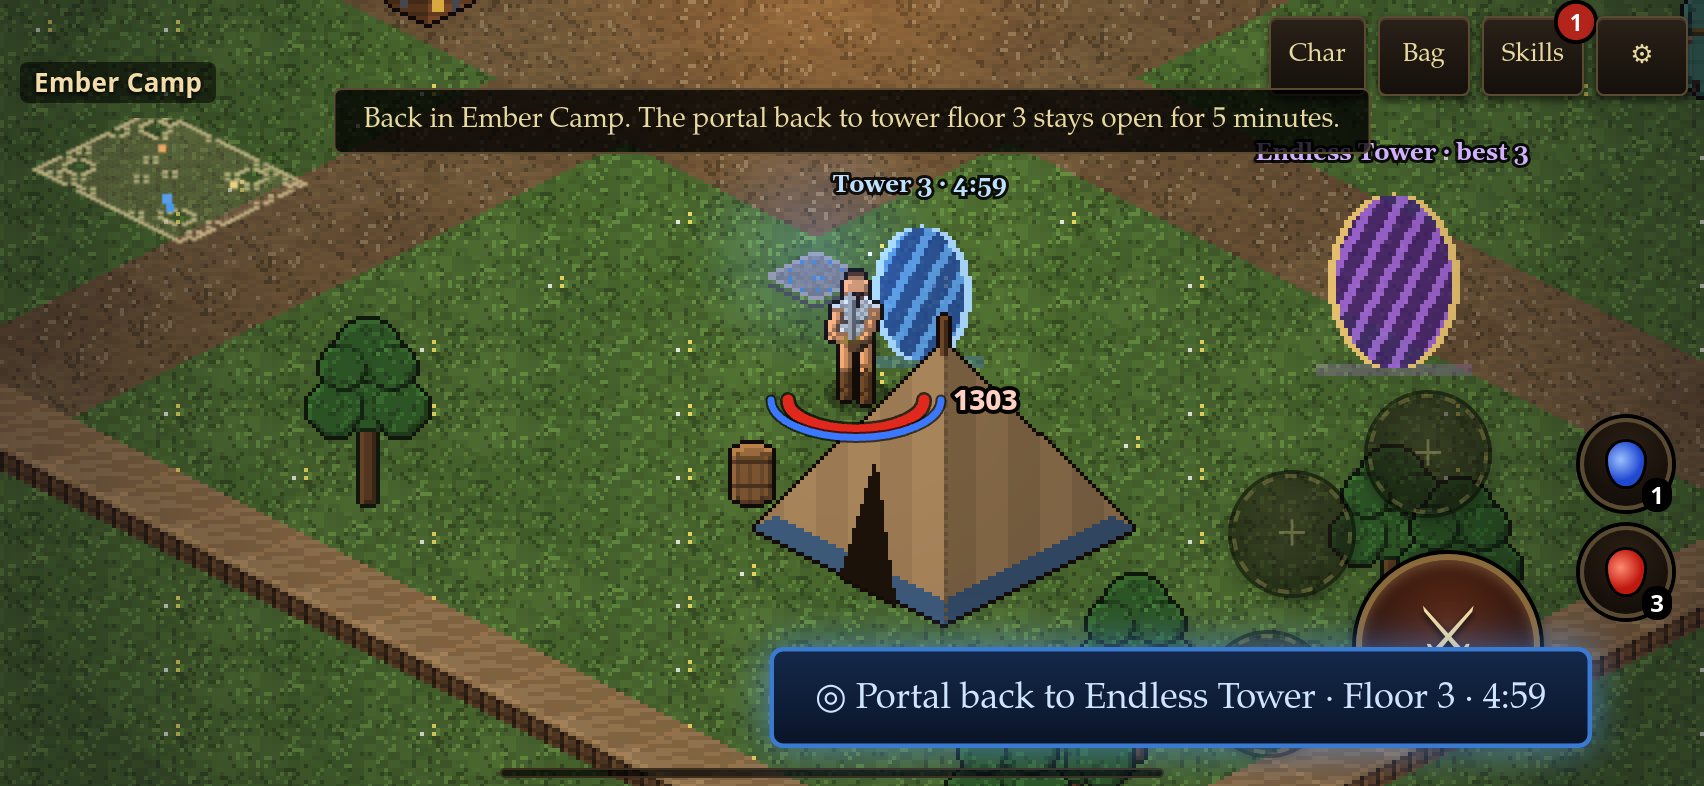 Char
Bag
Skills
1
Ember Camp
Back in Ember Camp. The portal back to tower floor 3 stays open for 5 minutes.
Endless Tower · best 3
Tower 3 · 4:59
1303
1
3
◎ Portal back to Endless Tower · Floor 3 · 4:59